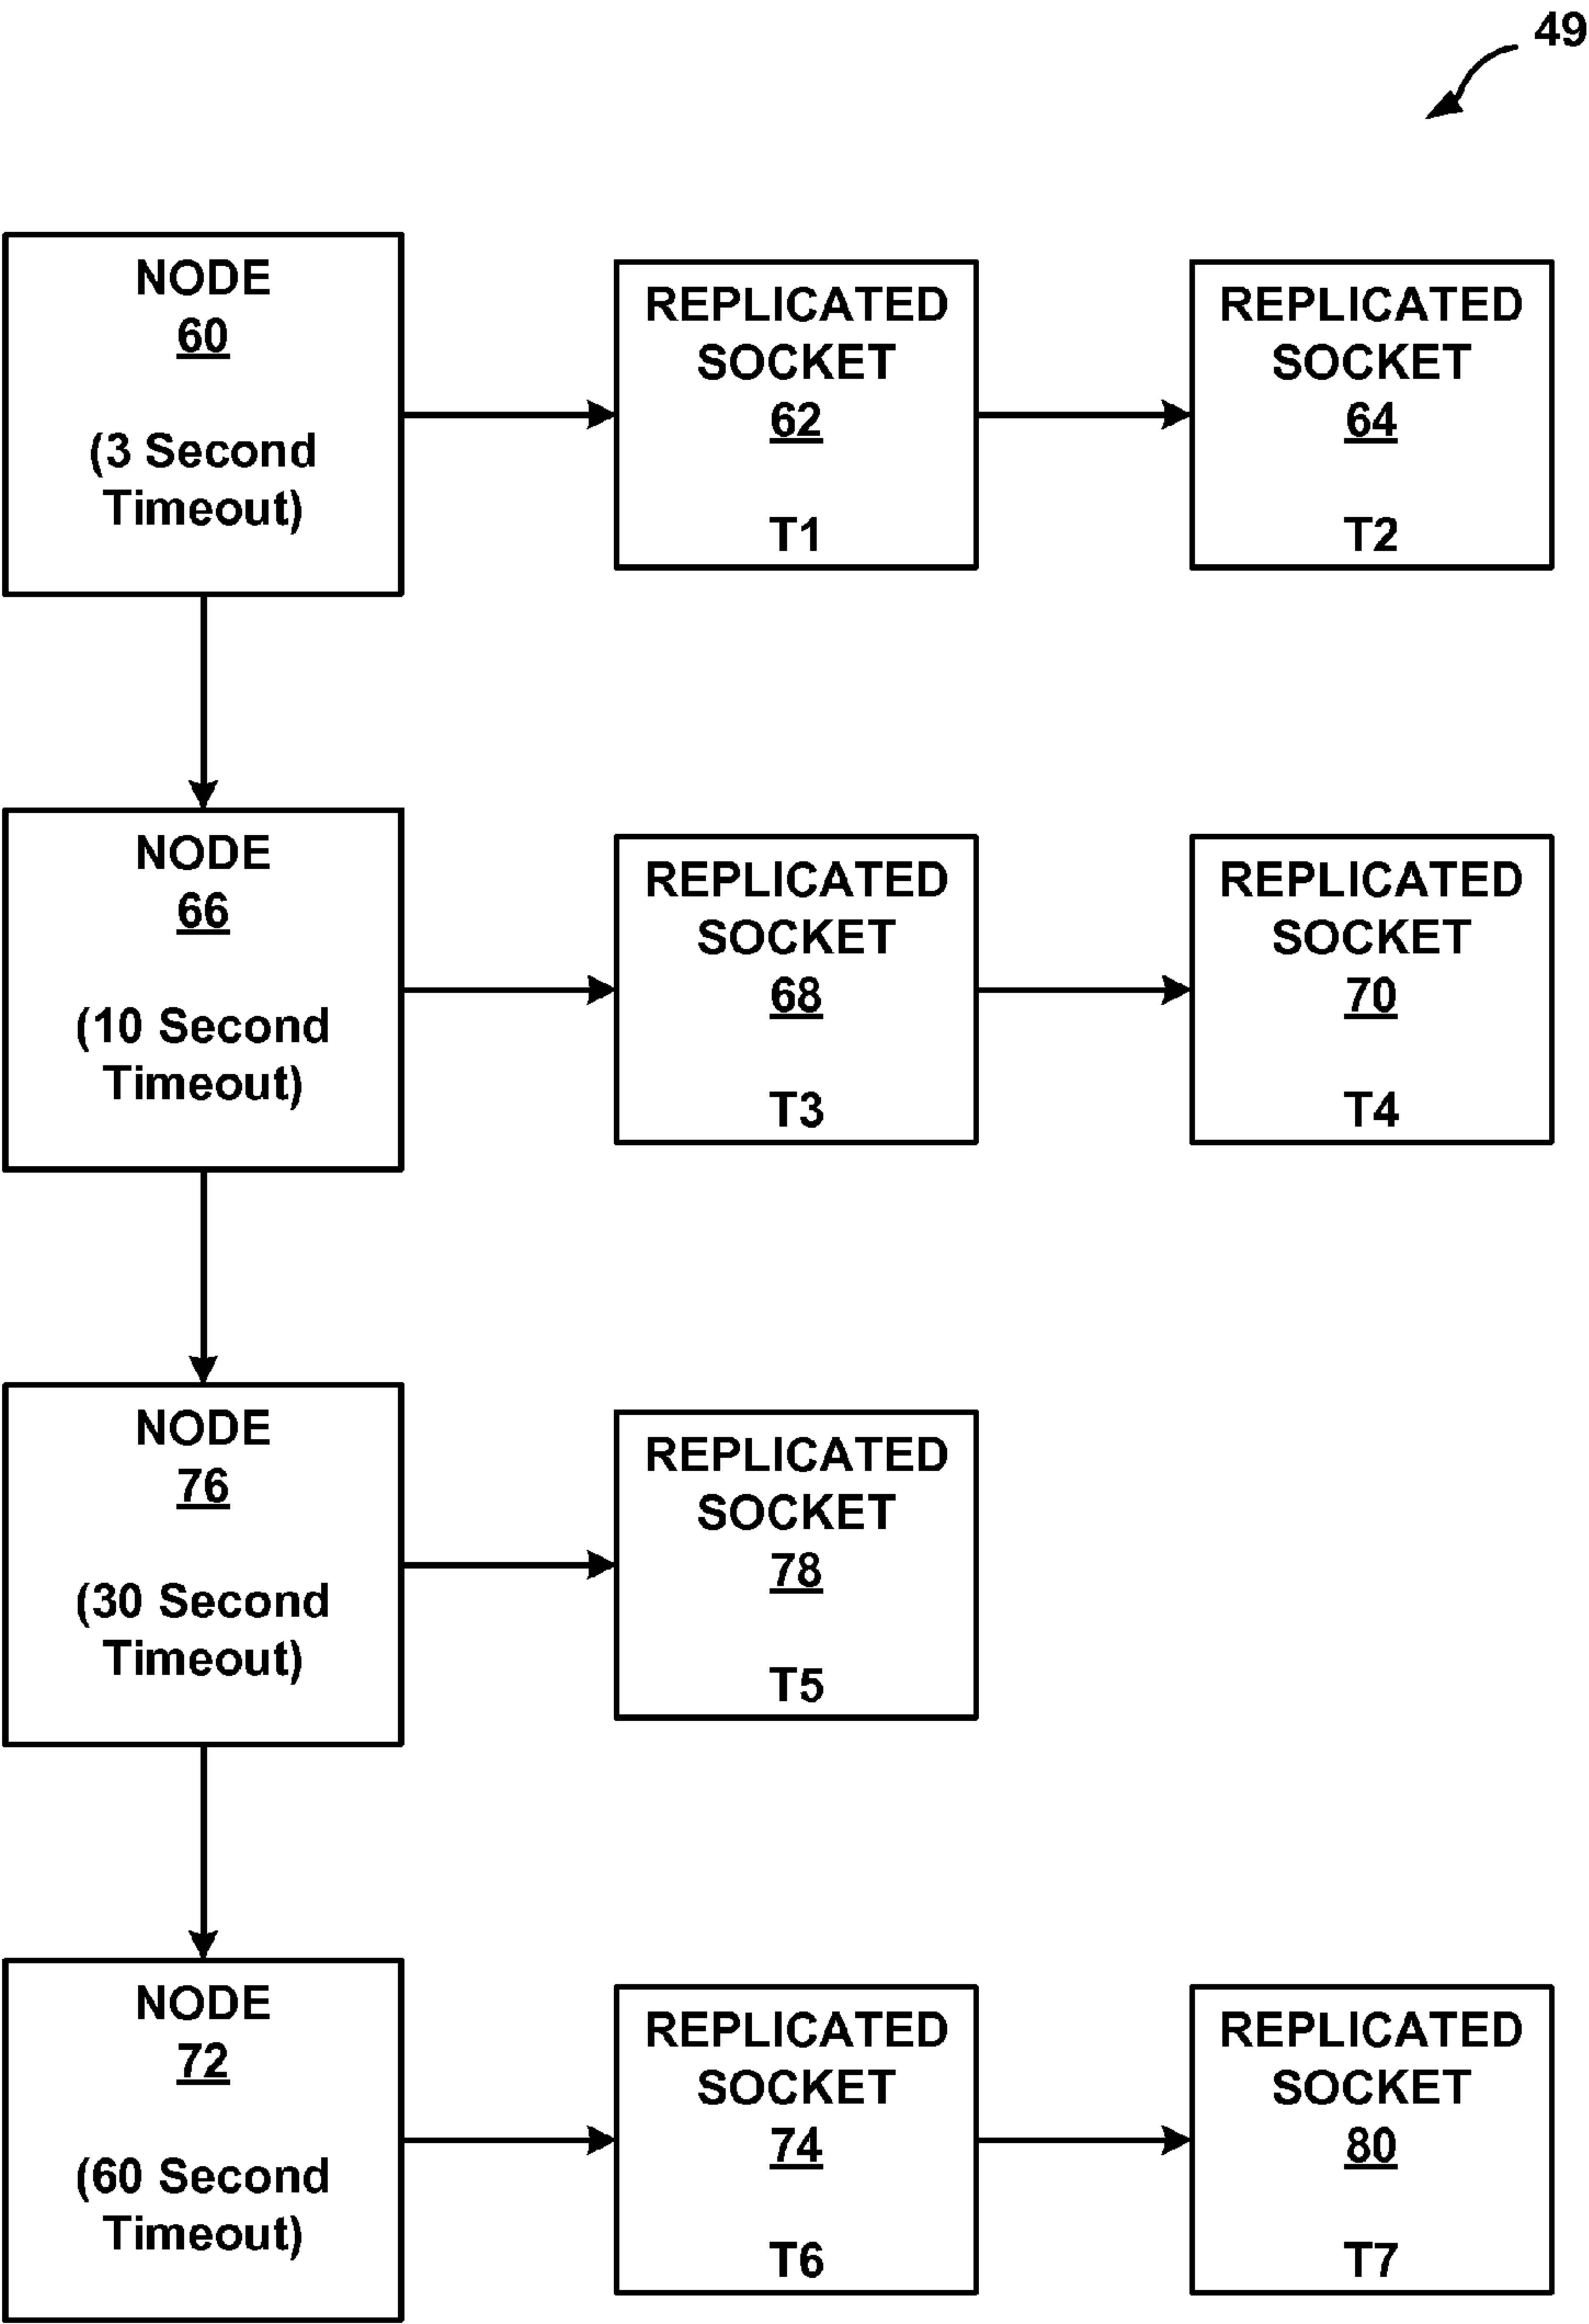 49
NODE
60
(3 Second
Timeout)
REPLICATED
SOCKET
62
T1
REPLICATED
SOCKET
64
T2
NODE
66
(10 Second
Timeout)
REPLICATED
SOCKET
68
T3
REPLICATED
SOCKET
70
T4
NODE
76
(30 Second
Timeout)
REPLICATED
SOCKET
78
T5
NODE
72
(60 Second
Timeout)
REPLICATED
SOCKET
74
T6
REPLICATED
SOCKET
80
T7